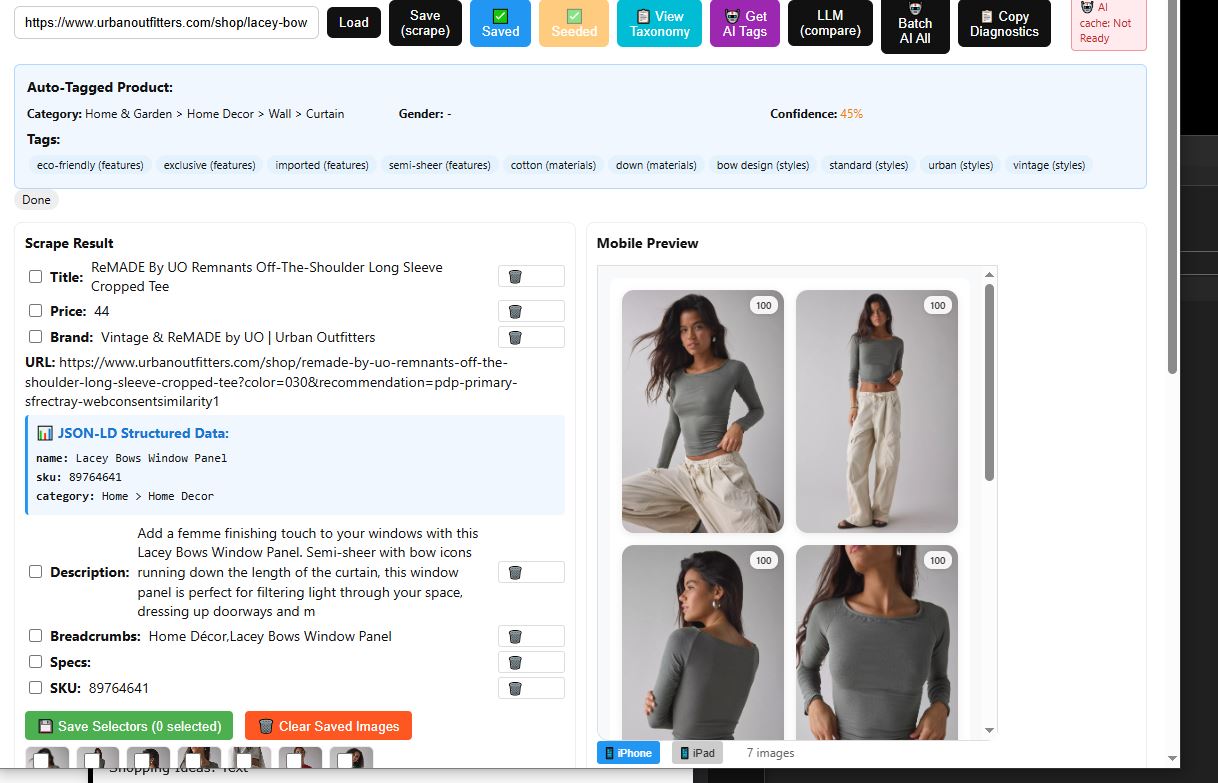 https://www.urbanoutfitters.com/shop/lacey-bow
Load
Save
(scrape)
✅
Saved
✅
Seeded
📋 View
Taxonomy
🤖 Get
AI Tags
LLM
(compare)
🤖
Batch
AI All
📋 Copy
Diagnostics
🤖 AI
cache: Not
Ready
Auto-Tagged Product:
Category: Home & Garden > Home Decor > Wall > Curtain
Gender: -
Confidence: 45%
Tags:
eco-friendly (features)
exclusive (features)
imported (features)
semi-sheer (features)
cotton (materials)
down (materials)
bow design (styles)
standard (styles)
urban (styles)
vintage (styles)
Done
Scrape Result
Title: ReMADE By UO Remnants Off-The-Shoulder Long Sleeve
Cropped Tee
Price: 44
Brand: Vintage & ReMADE by UO | Urban Outfitters
URL: https://www.urbanoutfitters.com/shop/remade-by-uo-remnants-off-the-
shoulder-long-sleeve-cropped-tee?color=030&recommendation=pdp-primary-
sfrectray-webconsentsimilarity1
📊 JSON-LD Structured Data:
name: Lacey Bows Window Panel
sku: 89764641
category: Home > Home Decor
Description: Add a femme finishing touch to your windows with this
Lacey Bows Window Panel. Semi-sheer with bow icons
running down the length of the curtain, this window
panel is perfect for filtering light through your space,
dressing up doorways and m
Breadcrumbs: Home Décor,Lacey Bows Window Panel
Specs:
SKU: 89764641
💾 Save Selectors (0 selected)
🗑️ Clear Saved Images
Mobile Preview
100
100
100
100
📱 iPhone
📱 iPad
7 images
Shopping Ideas. Text